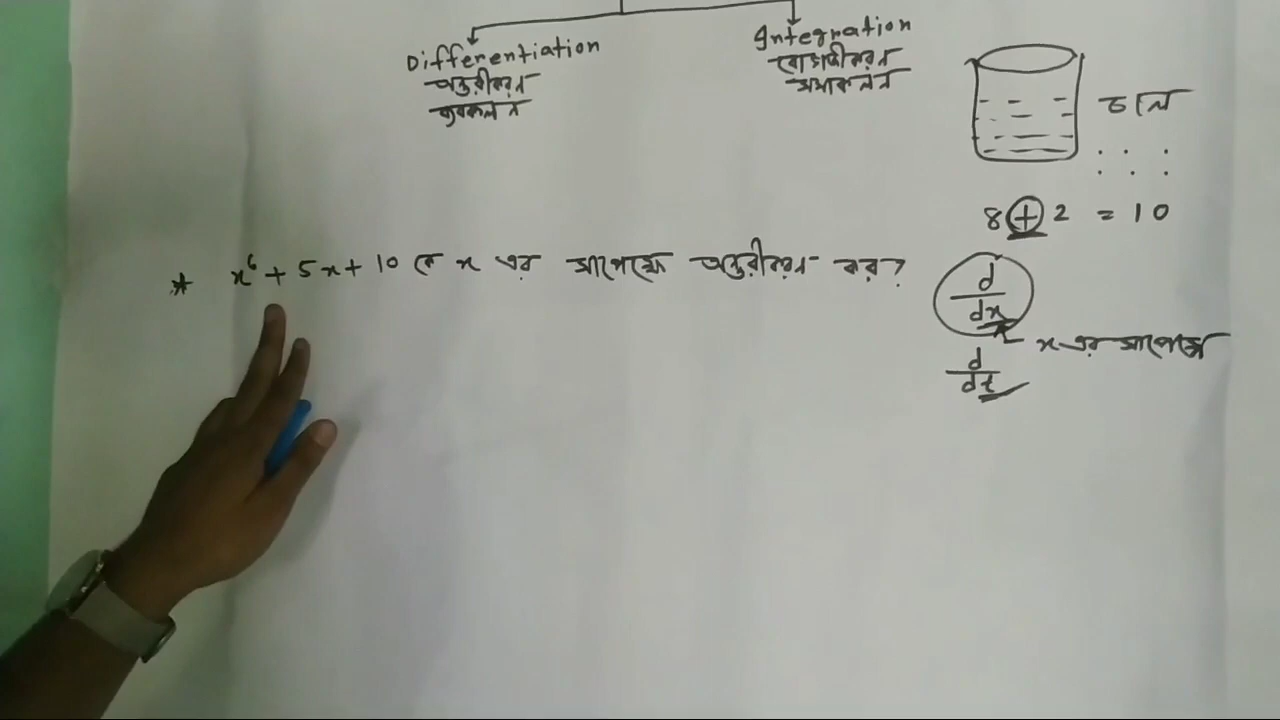 Differentiation
অন্তরীকরণ
ব্যবকলন
Integration
যোগজীকরণ
সমাকলন
8 + 2 = 10
* x⁶ + 5x + 10 কে x এর সাপেক্ষে অন্তরীকরণ কর?
d
dx
x
x এর সাপেক্ষে
d
dt